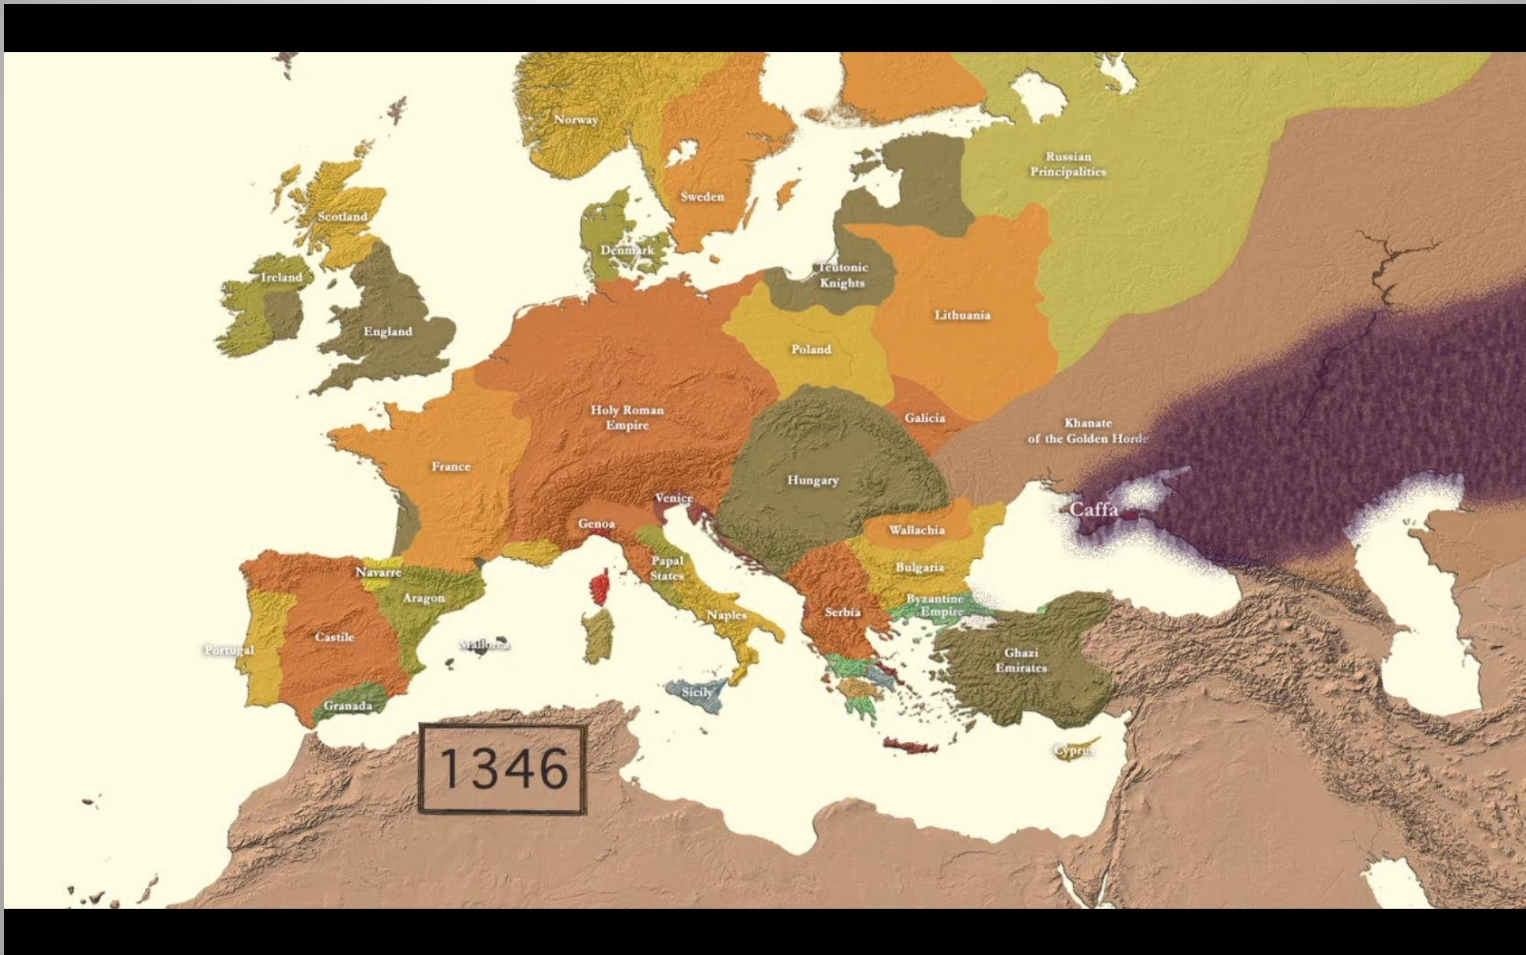 Norway
Russian
Principalities
Sweden
Scotland
Denmark
Teutonic
Knights
Ireland
England
Lithuania
Poland
Holy Roman
Empire
Galicia
Khanate
of the Golden Horde
France
Hungary
Venice
Caffa
Genoa
Wallachia
Navarre
Papal
States
Bulgaria
Aragon
Byzantine
Empire
Serbia
Naples
Castile
Portugal
Mallorca
Ghazi
Emirates
Sicily
Granada
Cyprus
1346